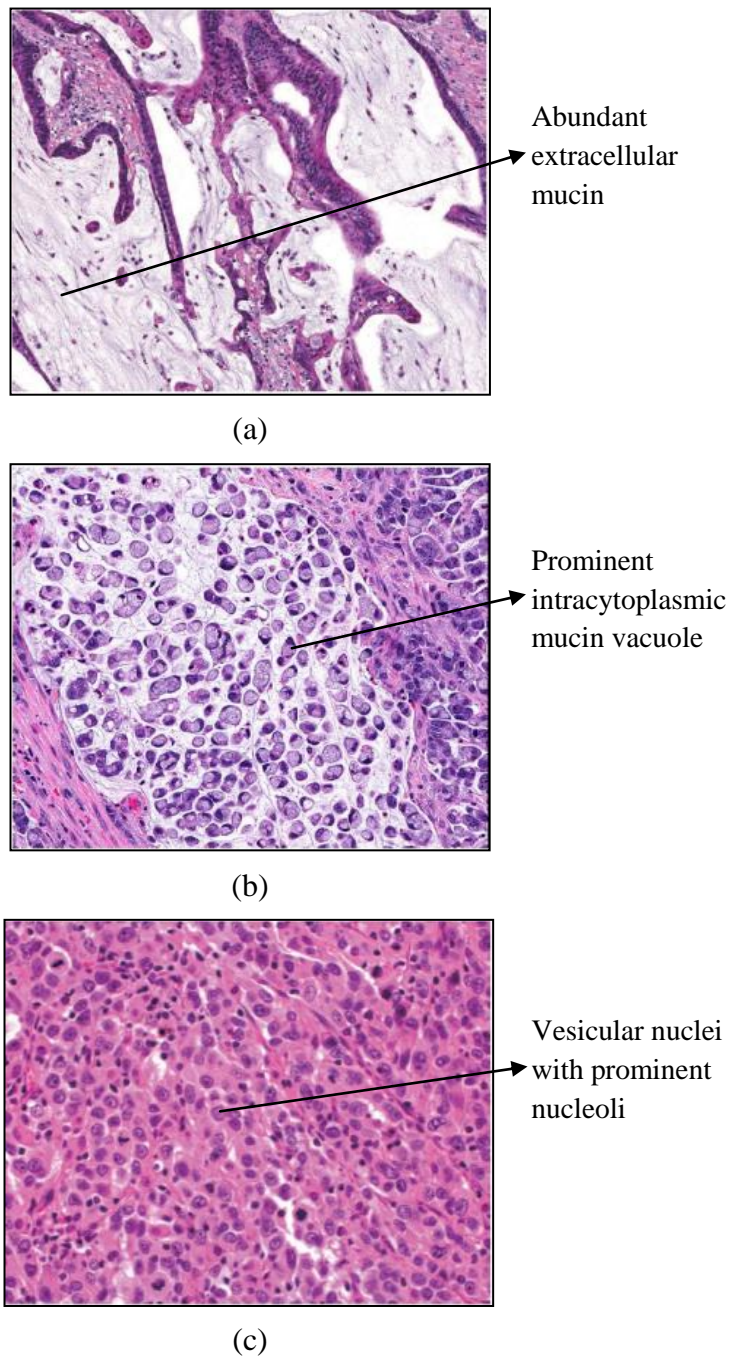 Abundant
extracellular
mucin
(a)
Prominent
intracytoplasmic
mucin vacuole
(b)
Vesicular nuclei
with prominent
nucleoli
(c)